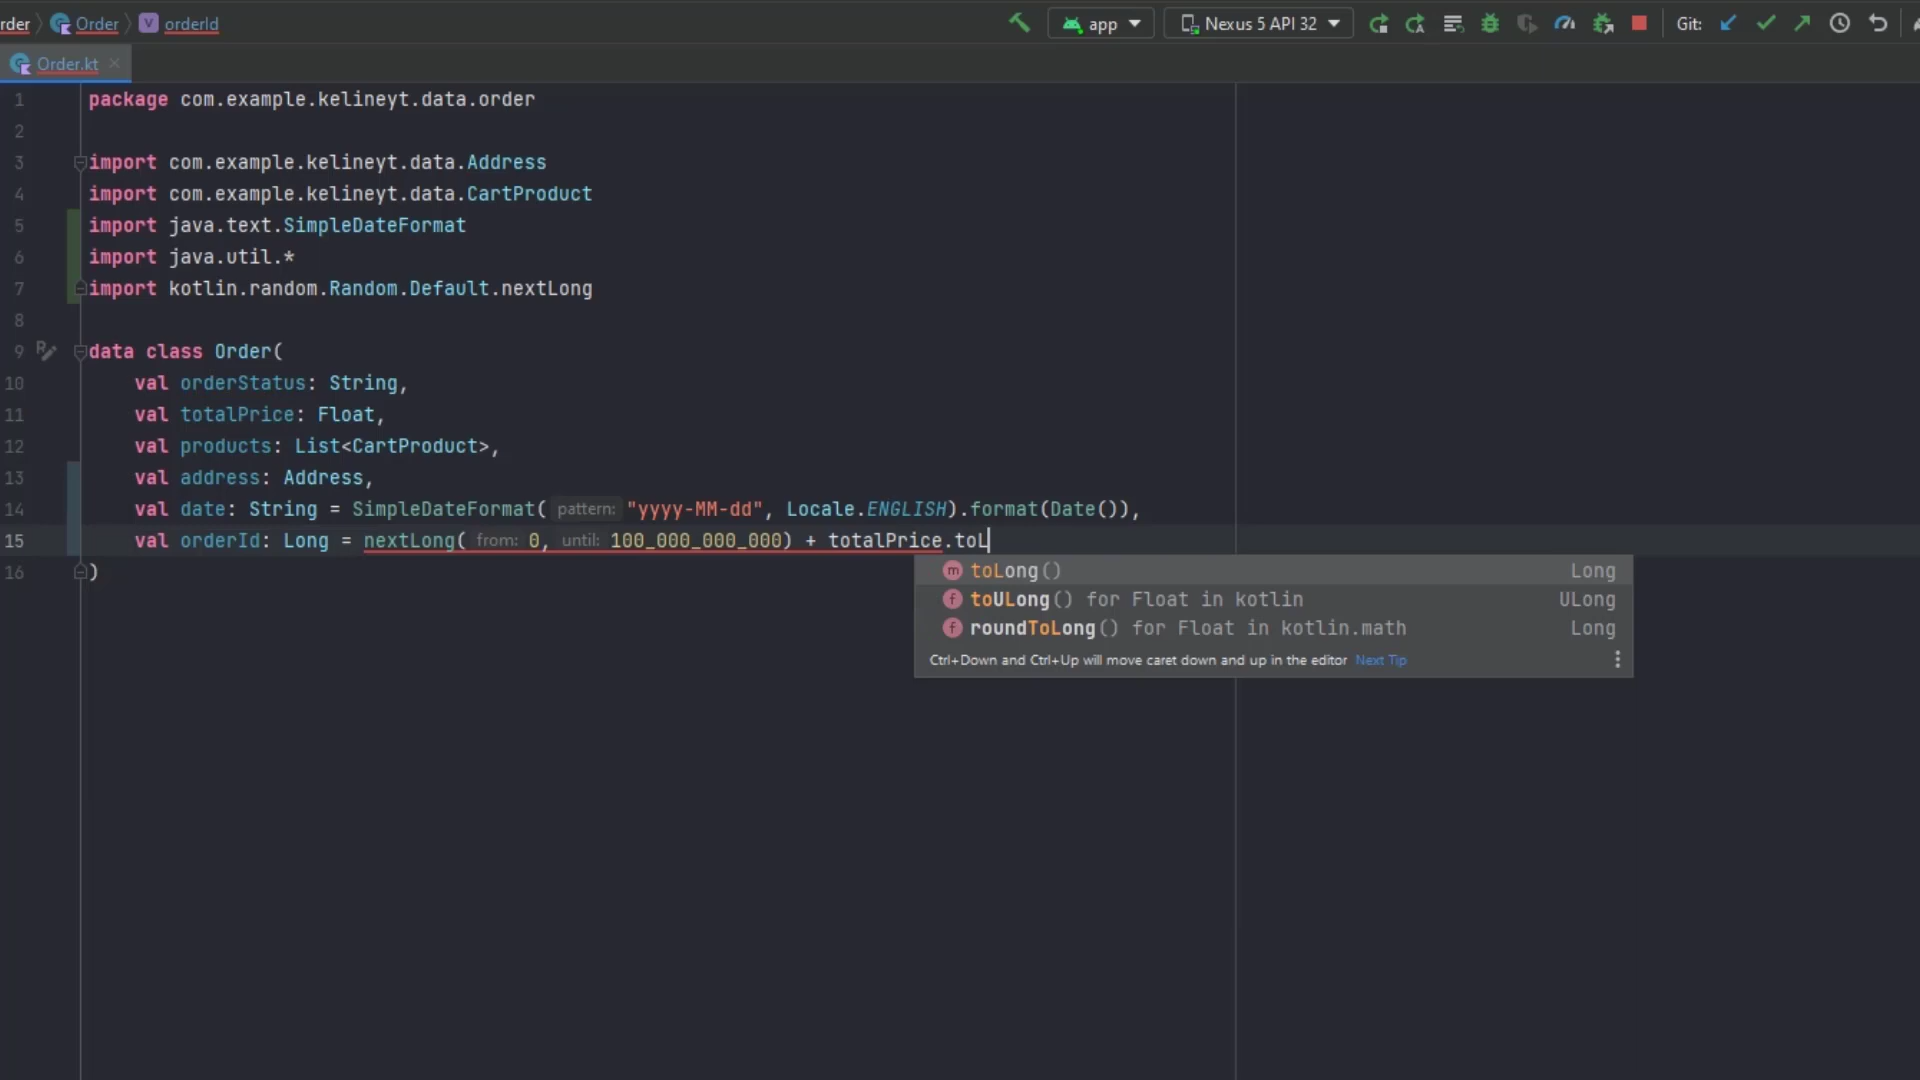 rder Order orderId app Nexus 5 API 32 Git:
Order.kt
1 package com.example.kelineyt.data.order
2
3 import com.example.kelineyt.data.Address
4 import com.example.kelineyt.data.CartProduct
5 import java.text.SimpleDateFormat
6 import java.util.*
7 import kotlin.random.Random.Default.nextLong
8
9 data class Order(
10 val orderStatus: String,
11 val totalPrice: Float,
12 val products: List<CartProduct>,
13 val address: Address,
14 val date: String = SimpleDateFormat( pattern: "yyyy-MM-dd", Locale.ENGLISH).format(Date()),
15 val orderId: Long = nextLong( from: 0, until: 100_000_000_000) + totalPrice.toL
16 )
m toLong() Long
f toULong() for Float in kotlin ULong
f roundToLong() for Float in kotlin.math Long
Ctrl+Down and Ctrl+Up will move caret down and up in the editor Next Tip